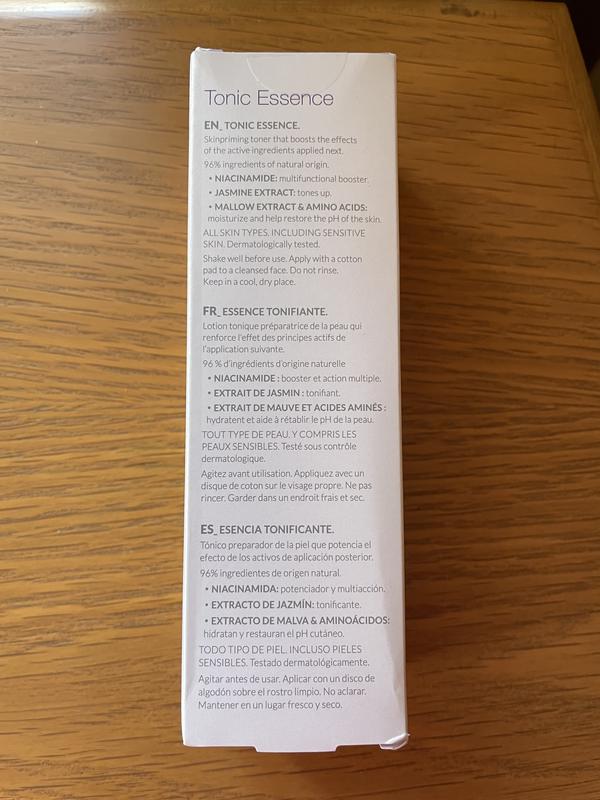 Tonic Essence
EN_ TONIC ESSENCE.
Skinpriming toner that boosts the effects
of the active ingredients applied next.
96% ingredients of natural origin.
• NIACINAMIDE: multifunctional booster.
• JASMINE EXTRACT: tones up.
• MALLOW EXTRACT & AMINO ACIDS:
moisturize and help restore the pH of the skin.
ALL SKIN TYPES, INCLUDING SENSITIVE
SKIN. Dermatologically tested.
Shake well before use. Apply with a cotton
pad to a cleansed face. Do not rinse.
Keep in a cool, dry place.
FR_ ESSENCE TONIFIANTE.
Lotion tonique préparatrice de la peau qui
renforce l'effet des principes actifs de
l'application suivante.
96 % d'ingrédients d'origine naturelle
• NIACINAMIDE : booster et action multiple.
• EXTRAIT DE JASMIN : tonifiant.
• EXTRAIT DE MAUVE ET ACIDES AMINÉS :
hydratent et aide à rétablir le pH de la peau.
TOUT TYPE DE PEAU, Y COMPRIS LES
PEAUX SENSIBLES. Testé sous contrôle
dermatologique.
Agitez avant utilisation. Appliquez avec un
disque de coton sur le visage propre. Ne pas
rincer. Garder dans un endroit frais et sec.
ES_ ESENCIA TONIFICANTE.
Tónico preparador de la piel que potencia el
efecto de los activos de aplicación posterior.
96% ingredientes de origen natural.
• NIACINAMIDA: potenciador y multiacción.
• EXTRACTO DE JAZMÍN: tonificante.
• EXTRACTO DE MALVA & AMINOÁCIDOS:
hidratan y restauran el pH cutáneo.
TODO TIPO DE PIEL, INCLUSO PIELES
SENSIBLES. Testado dermatológicamente.
Agitar antes de usar. Aplicar con un disco de
algodón sobre el rostro limpio. No aclarar.
Mantener en un lugar fresco y seco.